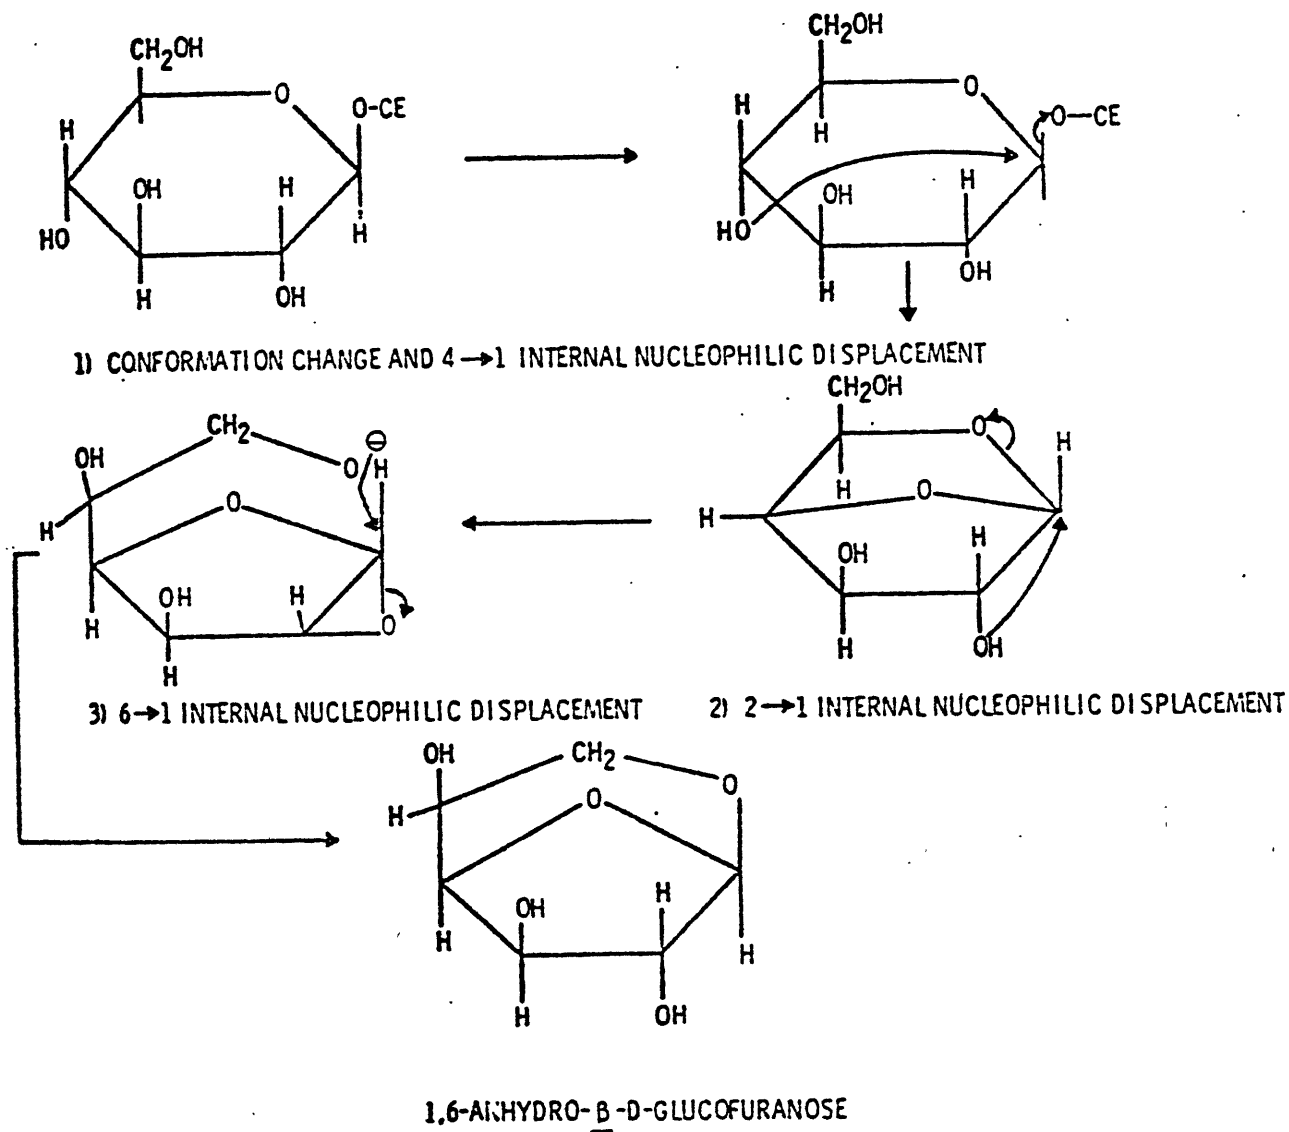 CH2OH
O
O-CE
H
OH
H
HO
H
H
OH
CH2OH
O
O—CE
H
H
OH
H
HO
H
OH
1) CONFORMATION CHANGE AND 4→1 INTERNAL NUCLEOPHILIC DISPLACEMENT
CH2
⊖
OH
O
H
O
H
OH
H
H
O
H
3) 6→1 INTERNAL NUCLEOPHILIC DISPLACEMENT
CH2OH
O
H
H
O
H
OH
H
H
OH
2) 2→1 INTERNAL NUCLEOPHILIC DISPLACEMENT
OH
CH2
O
H
O
OH
H
H
H
H
OH
1,6-ANHYDRO-β-D-GLUCOFURANOSE